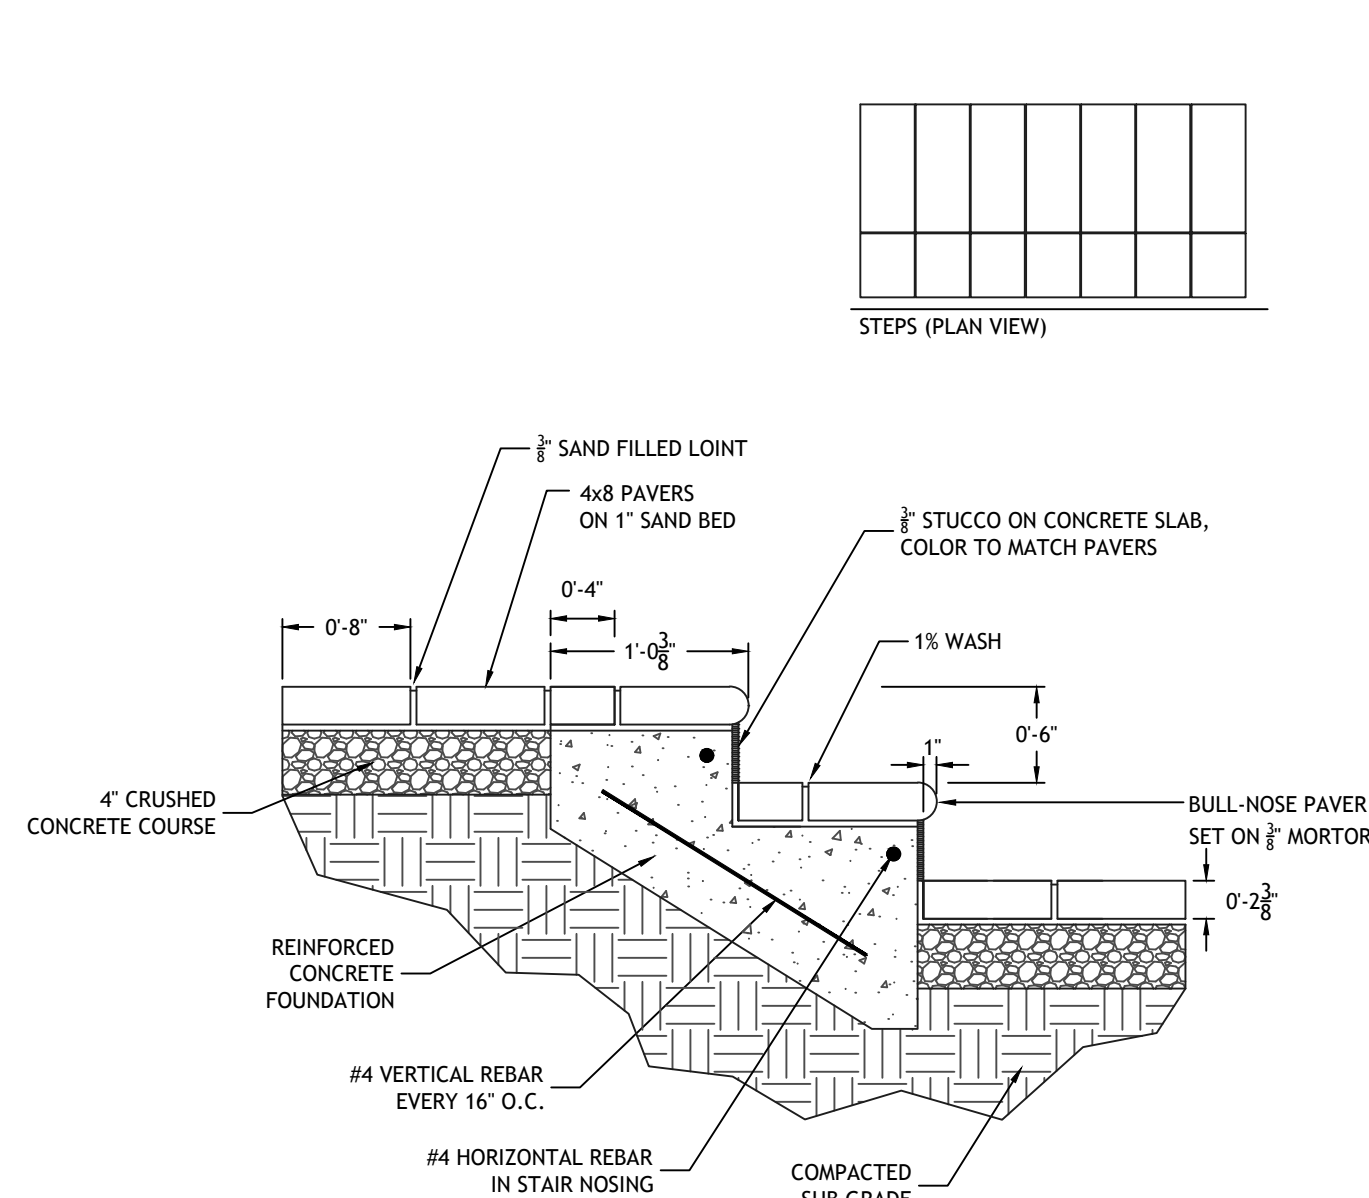 STEPS (PLAN VIEW)
3/8" SAND FILLED LOINT
4x8 PAVERS
ON 1" SAND BED
3/8" STUCCO ON CONCRETE SLAB,
COLOR TO MATCH PAVERS
0'-4"
0'-8"
1'-0 3/8"
1% WASH
0'-6"
1"
4" CRUSHED
CONCRETE COURSE
BULL-NOSE PAVER
SET ON 3/8" MORTOR
0'-2 3/8"
REINFORCED
CONCRETE
FOUNDATION
#4 VERTICAL REBAR
EVERY 16" O.C.
#4 HORIZONTAL REBAR
IN STAIR NOSING
COMPACTED
SUB GRADE